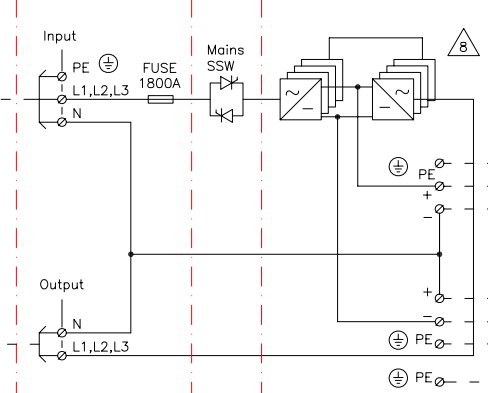 Input
PE
FUSE
1800A
Mains
SSW
8
L1,L2,L3
N
~
−
~
−
PE
+
−
Output
N
L1,L2,L3
+
−
PE
PE